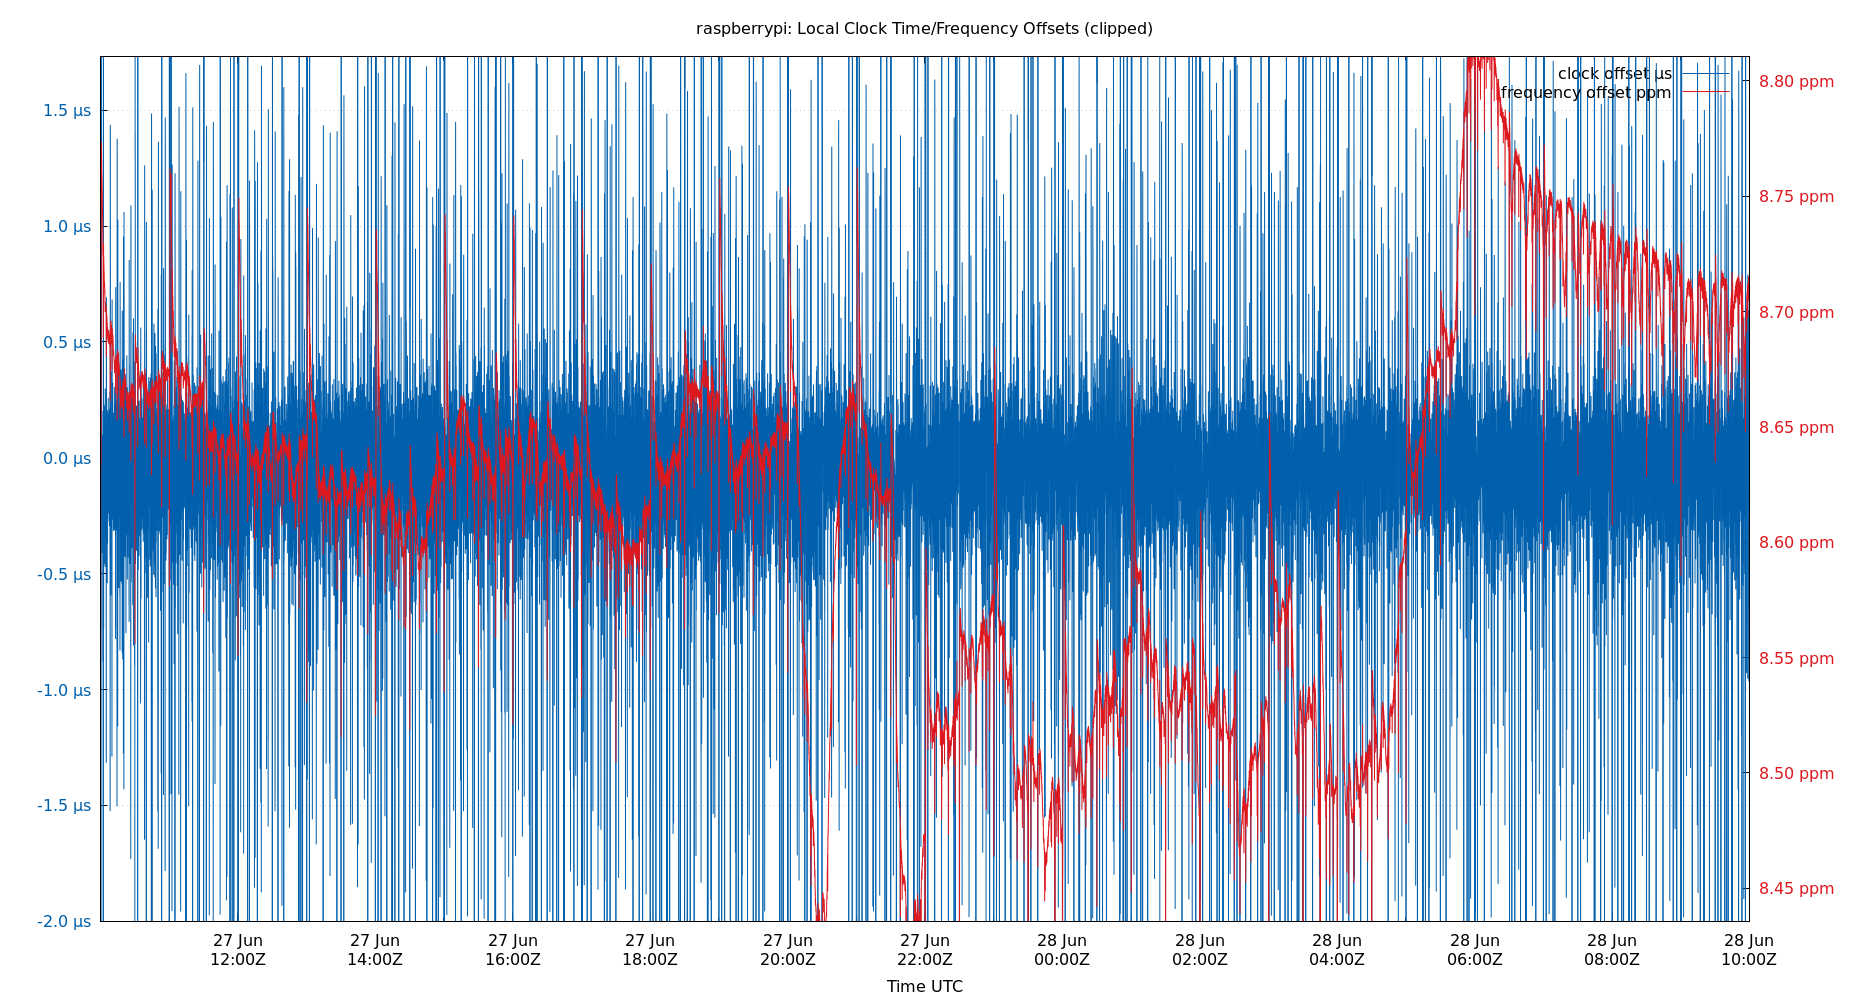 raspberrypi: Local Clock Time/Frequency Offsets (clipped)
clock offset µs
frequency offset ppm
1.5 µs
1.0 µs
0.5 µs
0.0 µs
-0.5 µs
-1.0 µs
-1.5 µs
-2.0 µs
8.80 ppm
8.75 ppm
8.70 ppm
8.65 ppm
8.60 ppm
8.55 ppm
8.50 ppm
8.45 ppm
27 Jun 27 Jun 27 Jun 27 Jun 27 Jun 27 Jun 28 Jun 28 Jun 28 Jun 28 Jun 28 Jun 28 Jun
12:00Z 14:00Z 16:00Z 18:00Z 20:00Z 22:00Z 00:00Z 02:00Z 04:00Z 06:00Z 08:00Z 10:00Z
Time UTC